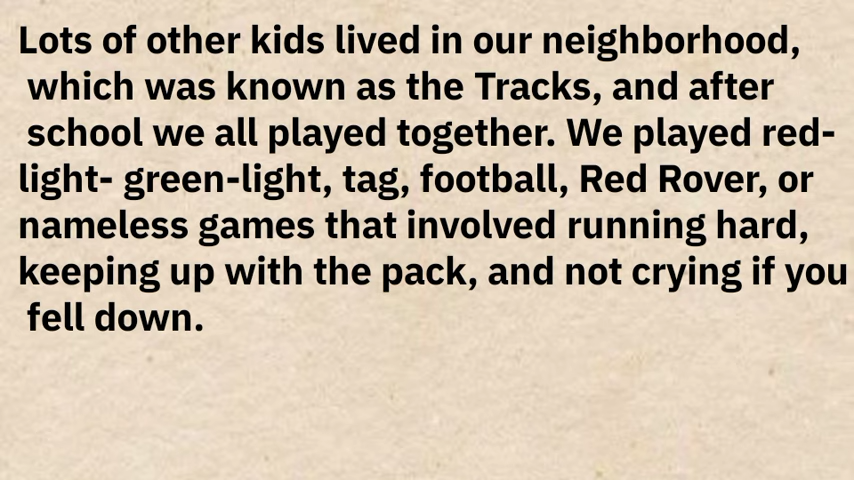 Lots of other kids lived in our neighborhood,
which was known as the Tracks, and after
school we all played together. We played red-
light- green-light, tag, football, Red Rover, or
nameless games that involved running hard,
keeping up with the pack, and not crying if you
fell down.